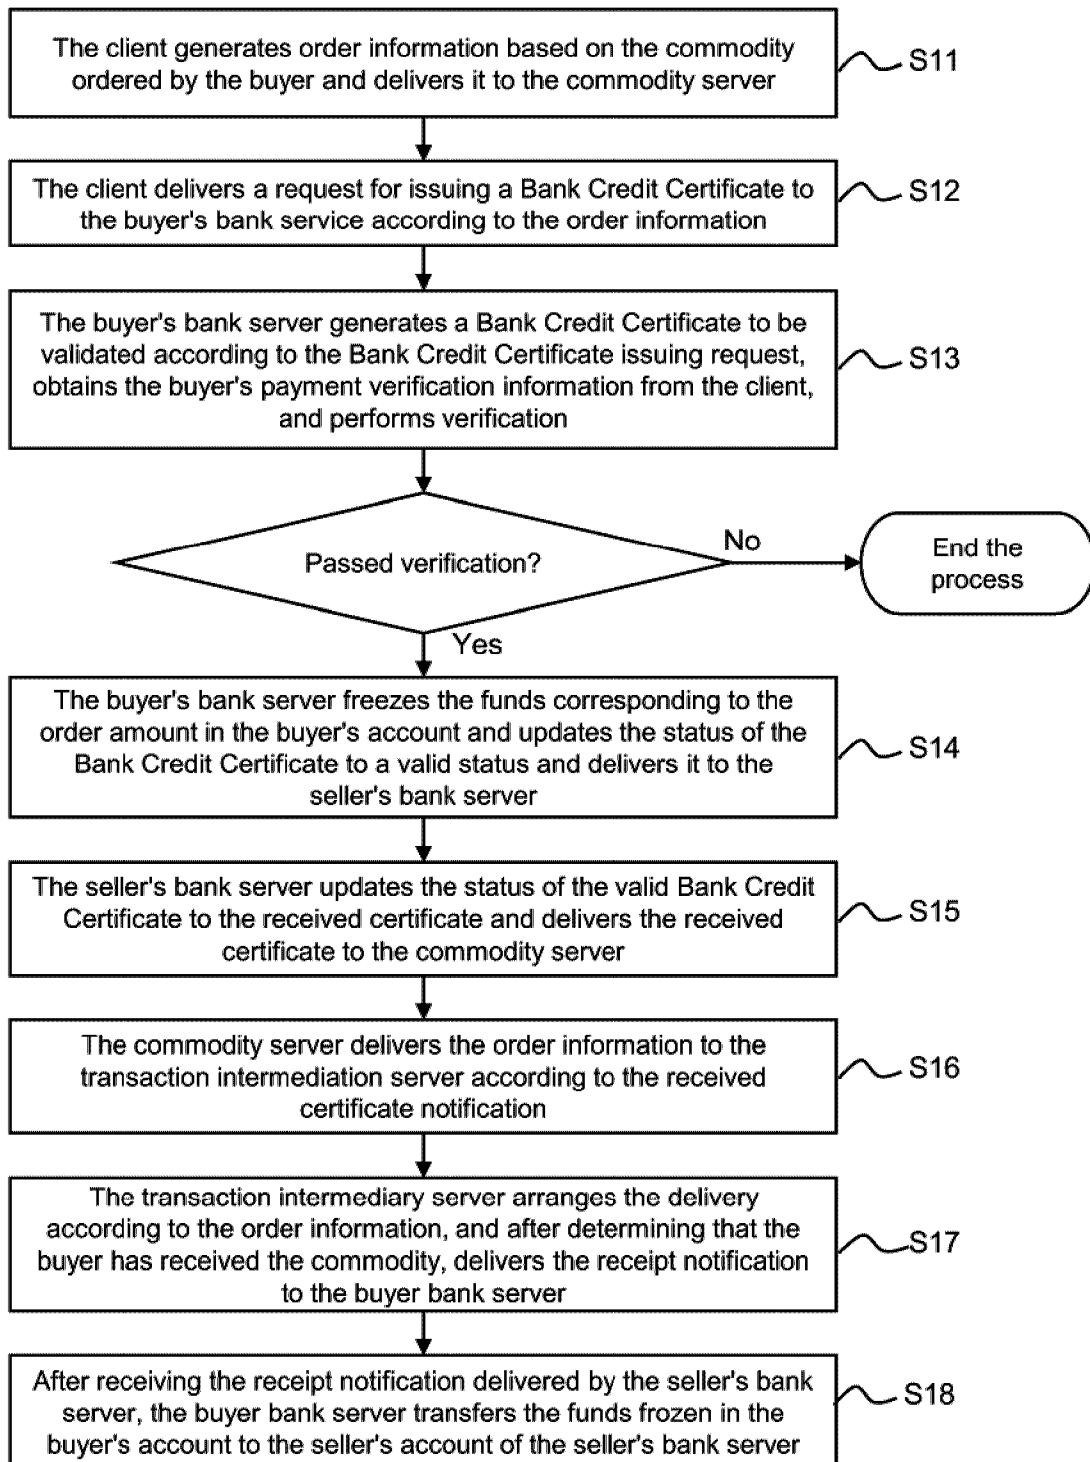 The client generates order information based on the commodity
ordered by the buyer and delivers it to the commodity server
S11
The client delivers a request for issuing a Bank Credit Certificate to
the buyer's bank service according to the order information
S12
The buyer's bank server generates a Bank Credit Certificate to be
validated according to the Bank Credit Certificate issuing request,
obtains the buyer's payment verification information from the client,
and performs verification
S13
Passed verification?
No
End the
process
Yes
The buyer's bank server freezes the funds corresponding to the
order amount in the buyer's account and updates the status of the
Bank Credit Certificate to a valid status and delivers it to the
seller's bank server
S14
The seller's bank server updates the status of the valid Bank Credit
Certificate to the received certificate and delivers the received
certificate to the commodity server
S15
The commodity server delivers the order information to the
transaction intermediation server according to the received
certificate notification
S16
The transaction intermediary server arranges the delivery
according to the order information, and after determining that the
buyer has received the commodity, delivers the receipt notification
to the buyer bank server
S17
After receiving the receipt notification delivered by the seller's bank
server, the buyer bank server transfers the funds frozen in the
buyer's account to the seller's account of the seller's bank server
S18